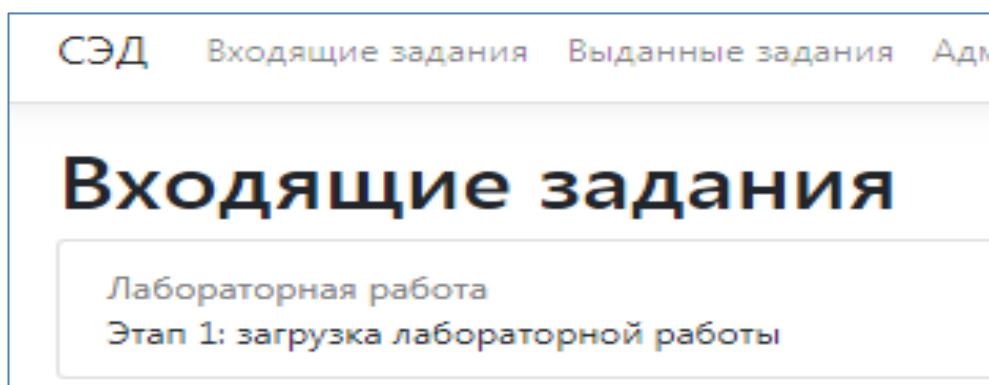 СЭД Входящие задания Выданные задания
Входящие задания
Лабораторная работа
Этап 1: загрузка лабораторной работы